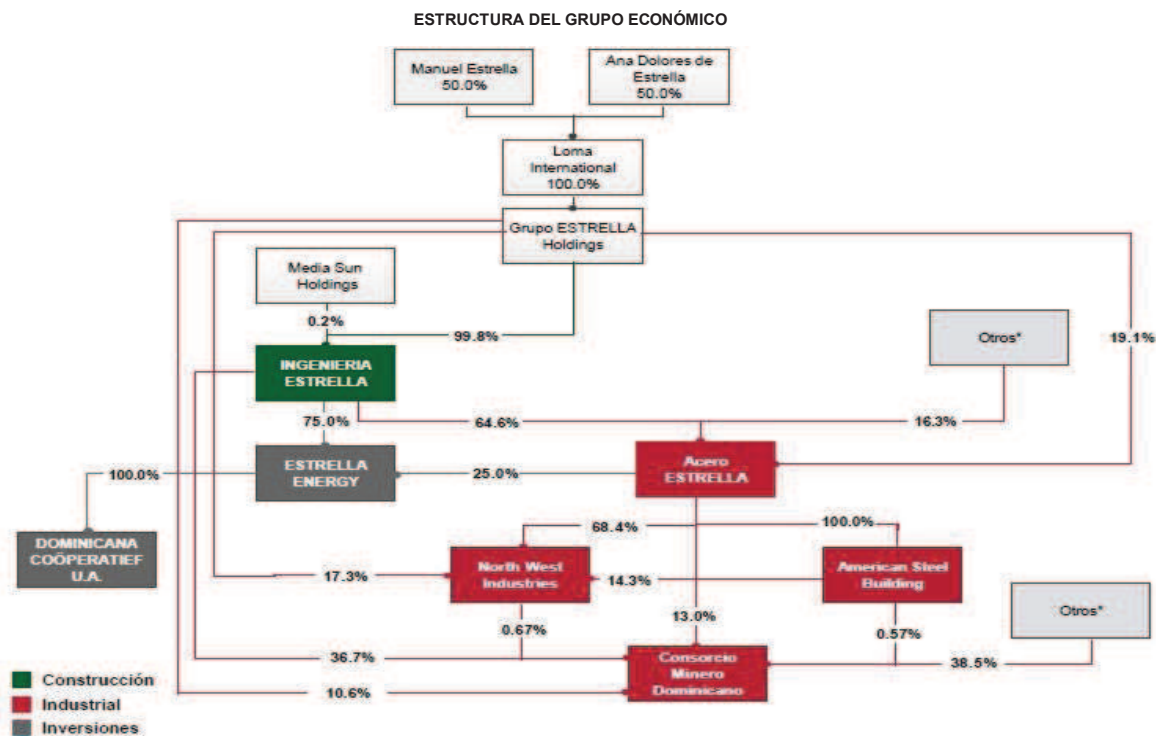 ESTRUCTURA DEL GRUPO ECONÓMICO
Manuel Estrella
50.0%
Ana Dolores de
Estrella
50.0%
Loma
International
100.0%
Grupo ESTRELLA
Holdings
Media Sun
Holdings
0.2%
99.8%
Otros*
19.1%
INGENIERIA
ESTRELLA
75.0%
64.6%
16.3%
100.0%
ESTRELLA
ENERGY
25.0%
Acero
ESTRELLA
DOMINICANA
COÖPERATIEF
U.A.
68.4%
100.0%
17.3%
North West
Industries
14.3%
American Steel
Building
13.0%
Otros*
0.67%
0.57%
36.7%
Consorcio
Minero
Dominicano
38.5%
10.6%
Construcción
Industrial
Inversiones